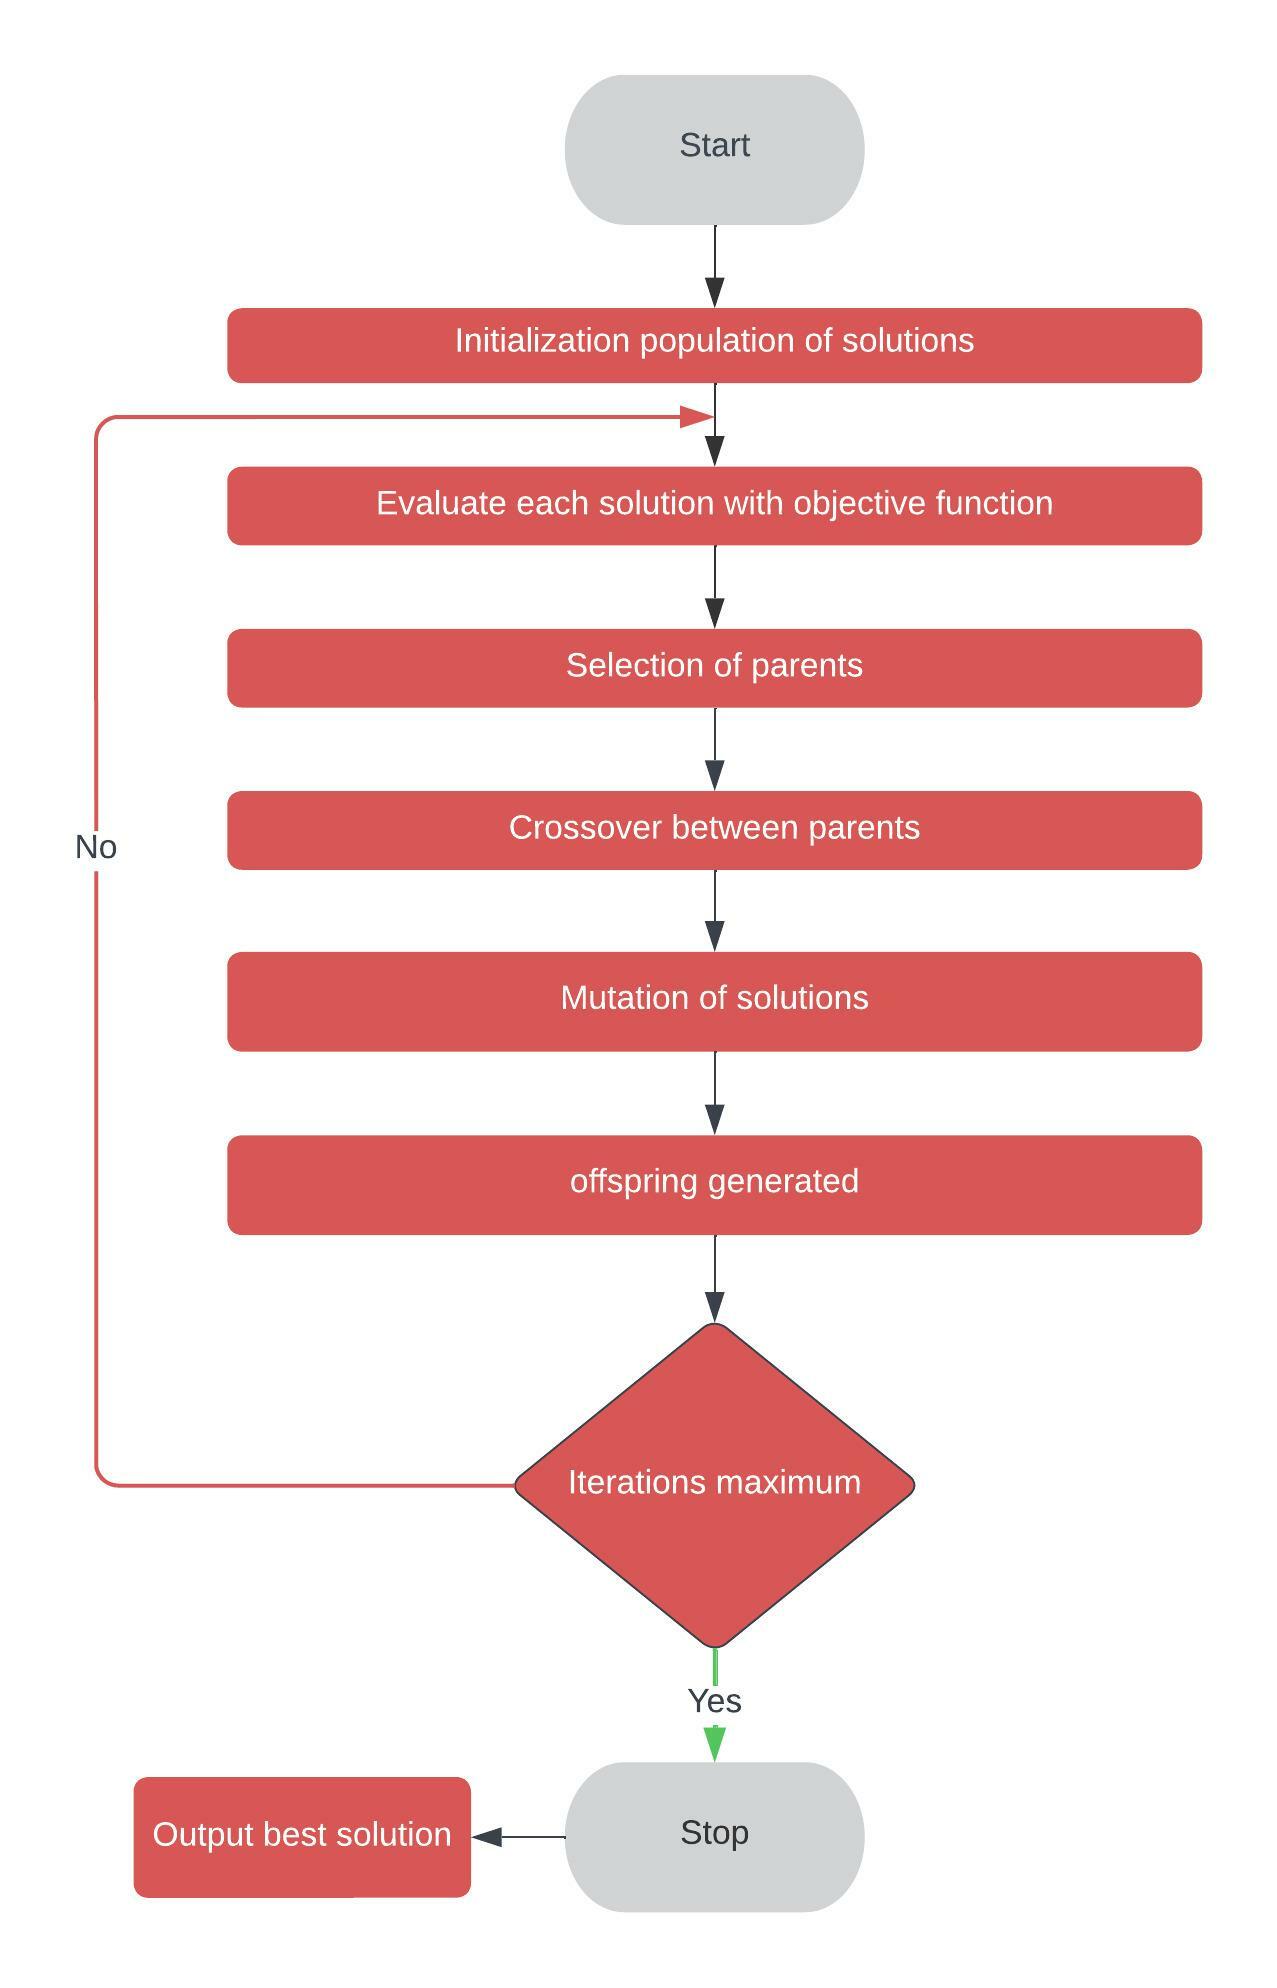 Start
Initialization population of solutions
Evaluate each solution with objective function
Selection of parents
Crossover between parents
No
Mutation of solutions
offspring generated
Iterations maximum
Yes
Stop
Output best solution